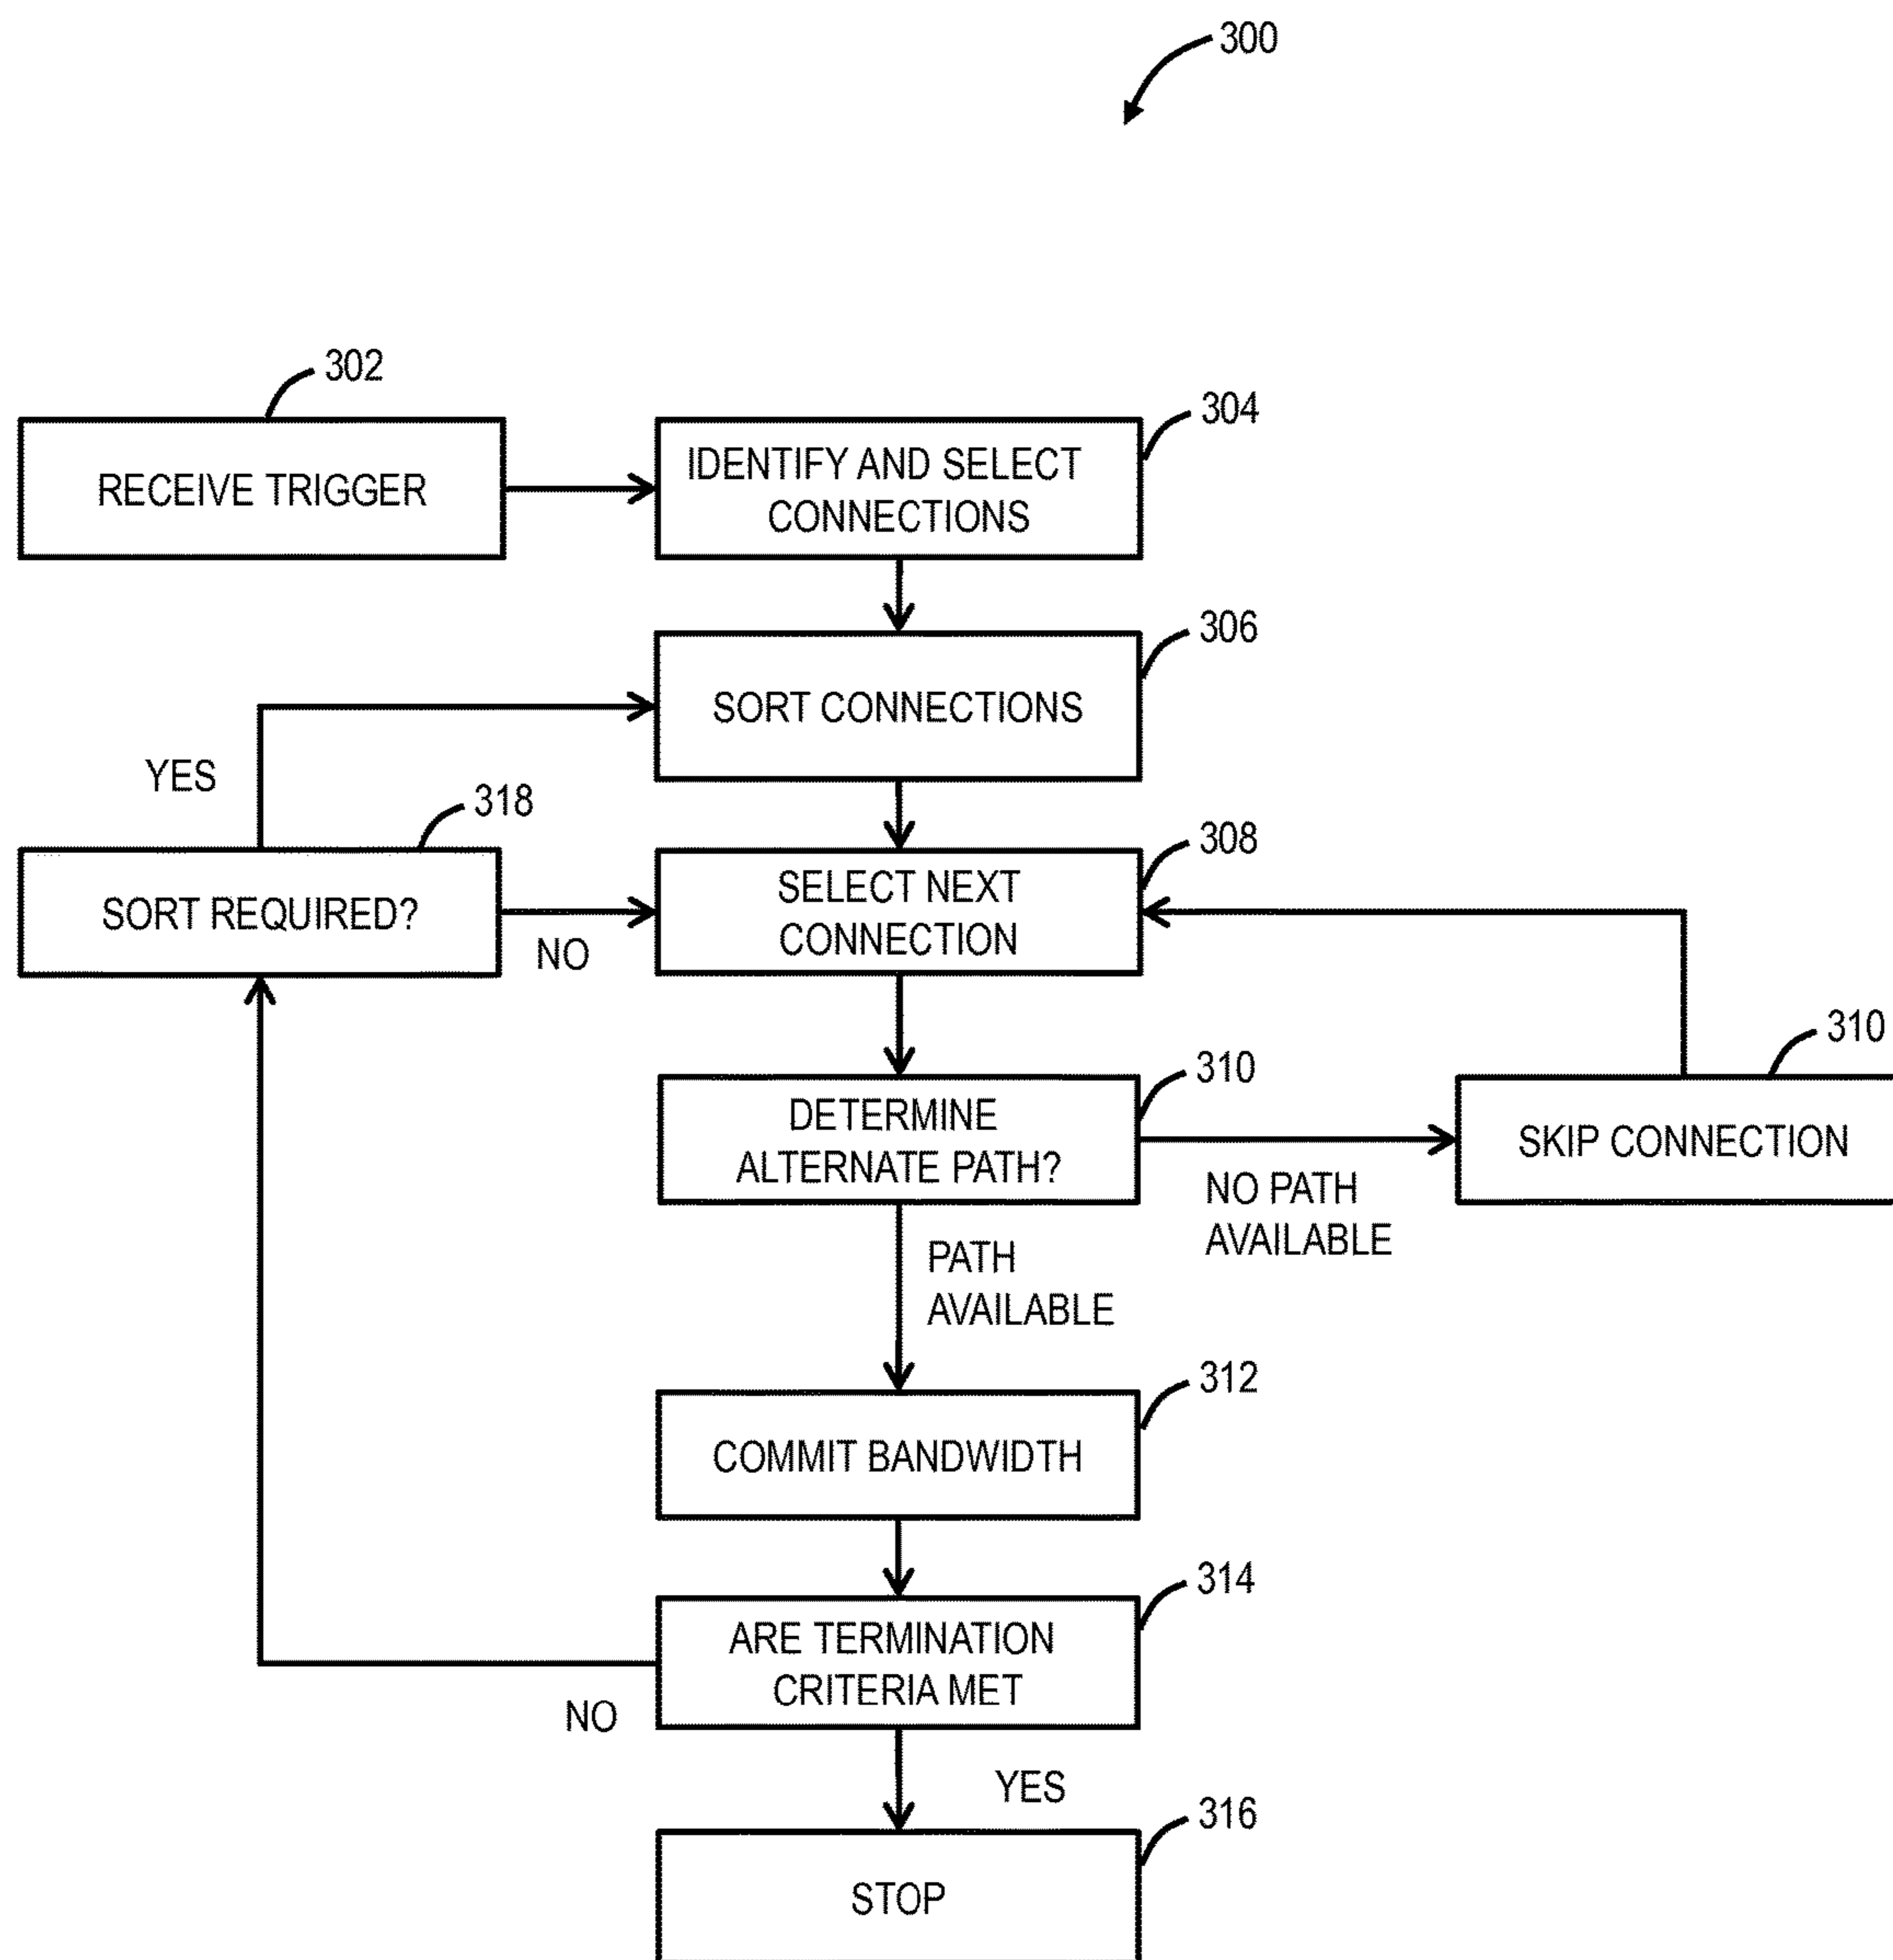 300
302
RECEIVE TRIGGER
304
IDENTIFY AND SELECT
CONNECTIONS
306
SORT CONNECTIONS
YES
318
SORT REQUIRED?
NO
308
SELECT NEXT
CONNECTION
310
DETERMINE
ALTERNATE PATH?
310
SKIP CONNECTION
NO PATH
AVAILABLE
PATH
AVAILABLE
312
COMMIT BANDWIDTH
314
ARE TERMINATION
CRITERIA MET
NO
YES
316
STOP